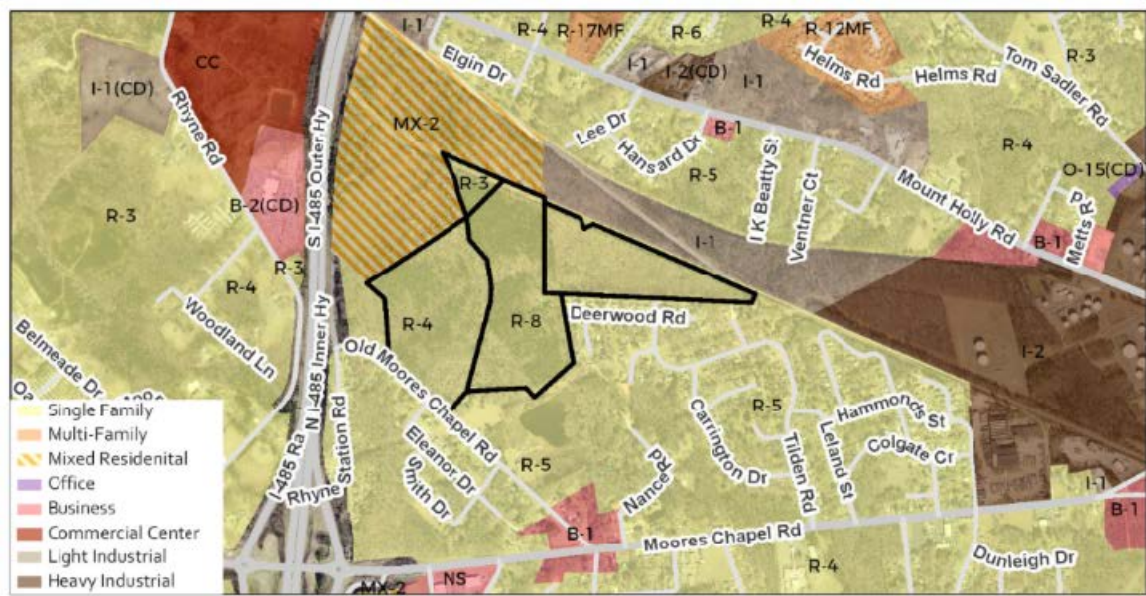 I-1
R-4
R-17MF
R-6
R-12MF
Helms Rd
Helms Rd
Tom Sadler Rd
R-3
CC
Elgin Dr
I-1
I-2(CD)
I-1
I-1(CD)
Rhyne Rd
S I-485 Outer Hy
MX-2
Lee Dr
Hansard Dr
B-1
R-4
O-15(CD)
R-3
R-5
I K Beatty St
Ventner Ct
Mount Holly Rd
Metts Rd
R-3
B-2(CD)
B-1
I-1
R-3
R-4
Woodland Ln
R-4
R-8
Deerwood Rd
I-2
Belmeade Dr
N I-485 Inner Hy
Old Moores Chapel Rd
R-5
Carrington Dr
Tilden Rd
Leland St
Hammonds St
Colgate Cr
I-485 Ra
Rhyne Station Rd
Eleanor Dr
Smith Dr
R-5
Nance Rd
I-1
B-1
B-1
Moores Chapel Rd
R-4
Dunleigh Dr
MX-2
NS
Single Family
Multi-Family
Mixed Residenital
Office
Business
Commercial Center
Light Industrial
Heavy Industrial